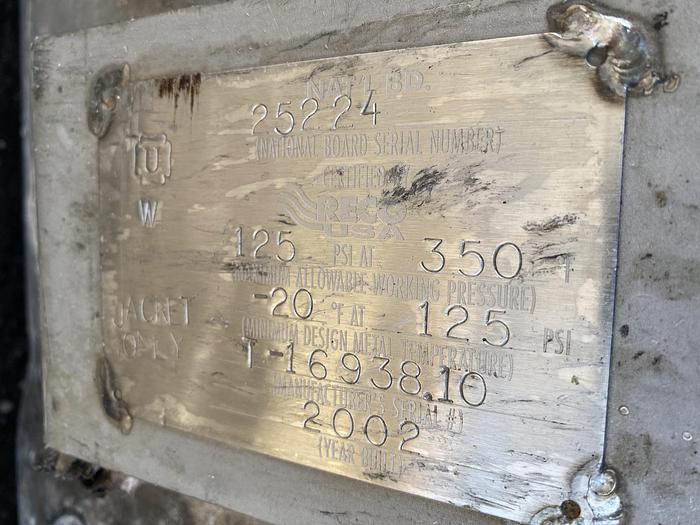 NAT'L BD.
25224
(NATIONAL BOARD SERIAL NUMBER)
U
CERTIFIED BY
W
RECO
USA
125 PSI AT 350 °F
(MAXIMUM ALLOWABLE WORKING PRESSURE)
-20 °F AT 125 PSI
(MINIMUM DESIGN METAL TEMPERATURE)
JACKET
ONLY
T-16938.10
(MANUFACTURER'S SERIAL #)
2002
(YEAR BUILT)